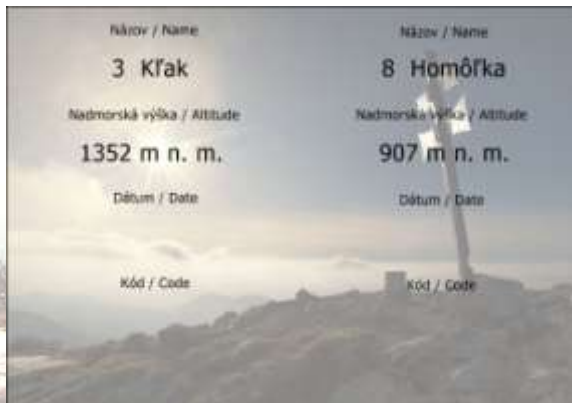 Názov / Name
3 Kľak
Nadmorská výška / Altitude
1352 m n. m.
Dátum / Date
Kód / Code
Názov / Name
8 Homôľka
Nadmorská výška / Altitude
907 m n. m.
Dátum / Date
Kód / Code